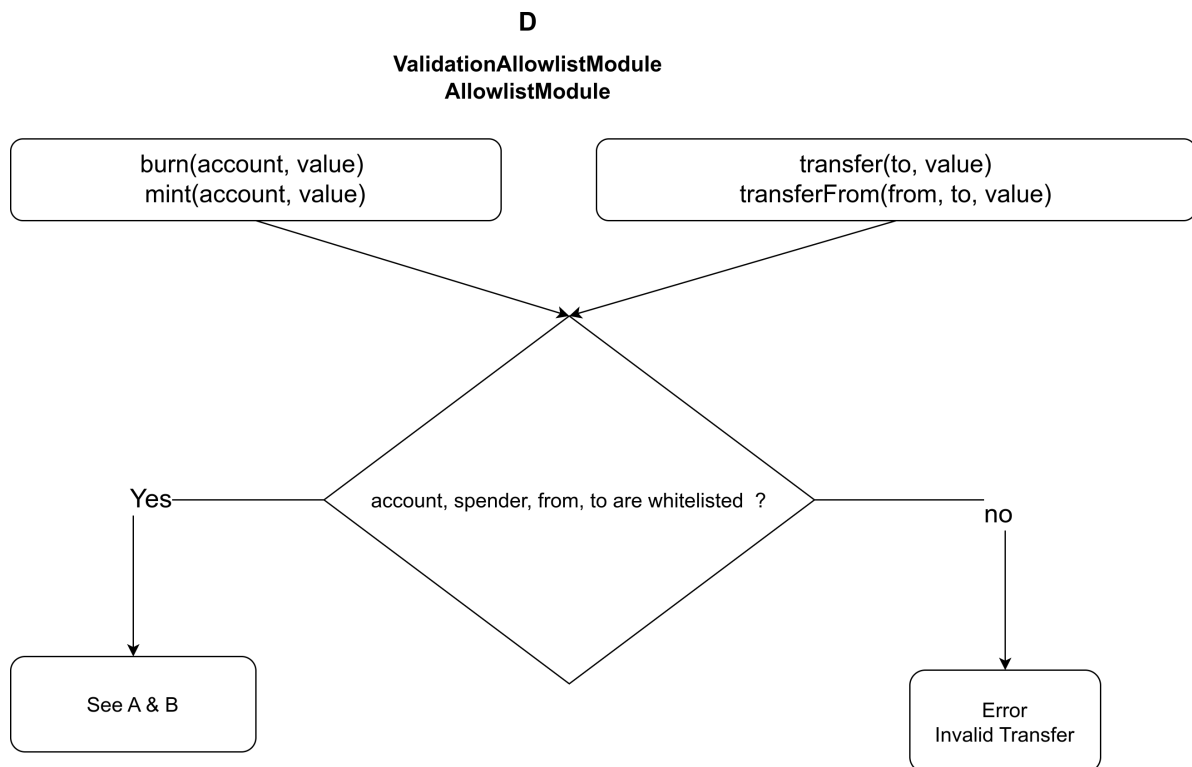 D
ValidationAllowlistModule
AllowlistModule
burn(account, value)
mint(account, value)
transfer(to, value)
transferFrom(from, to, value)
account, spender, from, to are whitelisted ?
Yes
no
See A & B
Error
Invalid Transfer